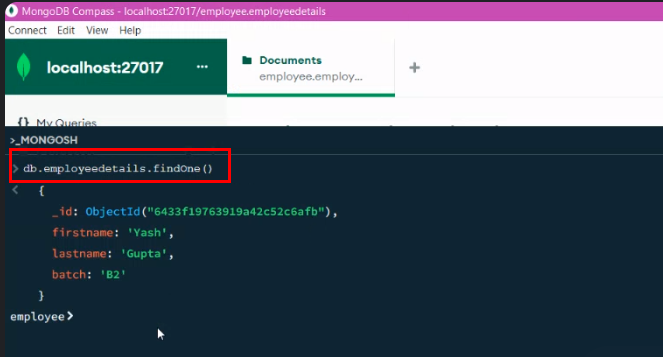 MongoDB Compass - localhost:27017/employee.employeedetails
Connect Edit View Help
localhost:27017 ...
Documents
employee.employ...
+
{} My Queries
>_MONGOSH
> db.employeedetails.findOne()
< {
_id: ObjectId("6433f19763919a42c52c6afb"),
firstname: 'Yash',
lastname: 'Gupta',
batch: 'B2'
}
employee>